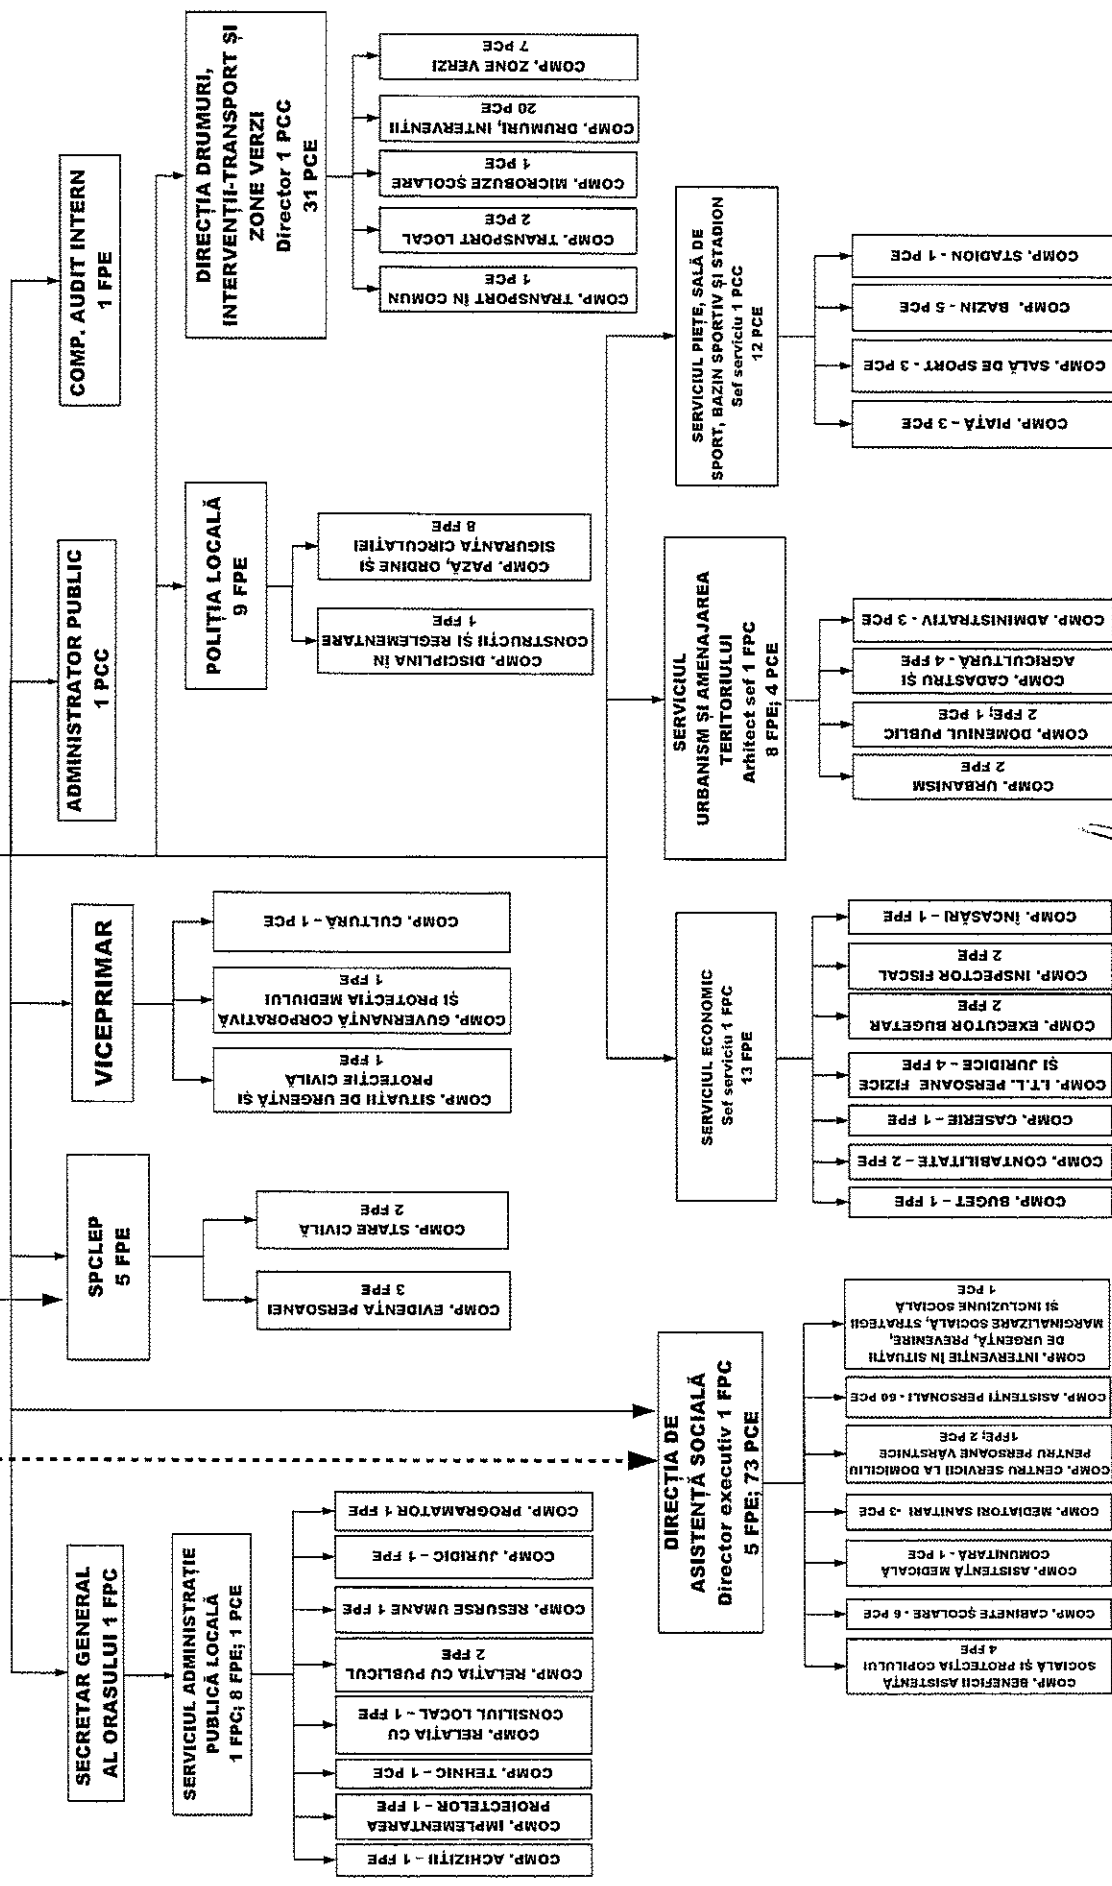 SECRETAR GENERAL
AL ORASULUI 1 FPC
SPCLEP
5 FPE
VICEPRIMAR
ADMINISTRATOR PUBLIC
1 PCC
COMP. AUDIT INTERN
1 FPE
SERVICIUL ADMINISTRAȚIE
PUBLICĂ LOCALĂ
1 FPC; 8 FPE; 1 PCE
COMP. ACHIZIȚII – 1 FPE
COMP. IMPLEMENTAREA
PROIECTELOR – 1 FPE
COMP. TEHNIC – 1 PCE
COMP. RELAȚIA CU
CONSILIUL LOCAL – 1 FPE
COMP. RELAȚIA CU PUBLICUL
2 FPE
COMP. RESURSE UMANE 1 FPE
COMP. JURIDIC – 1 FPE
COMP. PROGRAMATOR 1 FPE
COMP. EVIDENȚA PERSOANEI
3 FPE
COMP. STARE CIVILĂ
2 FPE
COMP. SITUAȚII DE URGENȚĂ ȘI
PROTECȚIE CIVILĂ
1 FPE
COMP. GUVERNANȚĂ CORPORATIVĂ
ȘI PROTECȚIA MEDIULUI
1 FPE
COMP. CULTURĂ – 1 PCE
POLIȚIA LOCALĂ
9 FPE
COMP. DISCIPLINA ÎN
CONSTRUCȚII ȘI REGLEMENTARE
1 FPE
COMP. PAZĂ, ORDINE ȘI
SIGURANȚA CIRCULAȚIEI
8 FPE
DIRECȚIA DRUMURI,
INTERVENȚII-TRANSPORT ȘI
ZONE VERZI
Director 1 PCC
31 PCE
COMP. TRANSPORT ÎN COMUN
1 PCE
COMP. TRANSPORT LOCAL
2 PCE
COMP. MICROBUZE ȘCOLARE
1 PCE
COMP. DRUMURI, INTERVENȚII
20 PCE
COMP. ZONE VERZI
7 PCE
DIRECȚIA DE
ASISTENȚĂ SOCIALĂ
Director executiv 1 FPC
5 FPE; 73 PCE
COMP. BENEFICII ASISTENȚĂ
SOCIALĂ ȘI PROTECȚIA COPILULUI
4 FPE
COMP. CABINETE ȘCOLARE - 6 PCE
COMP. ASISTENȚĂ MEDICALĂ
COMUNITARĂ - 1 PCE
COMP. MEDIATORI SANITARI -3 PCE
COMP. CENTRU SERVICII LA DOMICILIU
PENTRU PERSOANE VÂRSTNICE
1FPE; 2 PCE
COMP. ASISTENȚI PERSONALI - 60 PCE
COMP. INTERVENȚIE ÎN SITUAȚII
DE URGENȚĂ, PREVENIRE,
MARGINALIZARE SOCIALĂ, STRATEGII
ȘI INCLUZIUNE SOCIALĂ
1 PCE
SERVICIUL ECONOMIC
Sef serviciu 1 FPC
13 FPE
COMP. BUGET – 1 FPE
COMP. CONTABILITATE – 2 FPE
COMP. CASERIE – 1 FPE
COMP. I.T.L. PERSOANE FIZICE
ȘI JURIDICE – 4 FPE
COMP. EXECUTOR BUGETAR
2 FPE
COMP. INSPECTOR FISCAL
2 FPE
COMP. ÎNCASĂRI – 1 FPE
SERVICIUL
URBANISM ȘI AMENAJAREA
TERITORIULUI
Arhitect sef 1 FPC
8 FPE; 4 PCE
COMP. URBANISM
2 FPE
COMP. DOMENIUL PUBLIC
2 FPE; 1 PCE
COMP. CADASTRU ȘI
AGRICULTURĂ - 4 FPE
COMP. ADMINISTRATIV - 3 PCE
SERVICIUL PIEȚE, SALĂ DE
SPORT, BAZIN SPORTIV ȘI STADION
Sef serviciu 1 PCC
12 PCE
COMP. PIAȚĂ – 3 PCE
COMP. SALĂ DE SPORT - 3 PCE
COMP. BAZIN - 5 PCE
COMP. STADION - 1 PCE